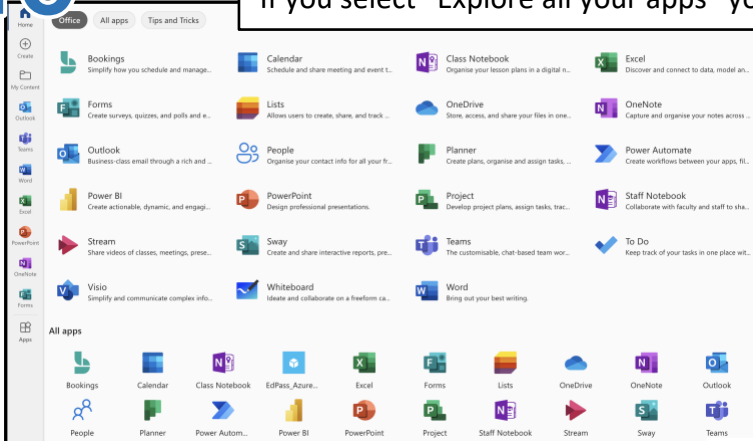 If you select "Explore all your apps" yo
Home
Office
All apps
Tips and Tricks
Create
My Content
Outlook
Teams
Word
Excel
PowerPoint
OneNote
Forms
Apps
Bookings
Simplify how you schedule and manage...
Calendar
Schedule and share meeting and event t...
Class Notebook
Organise your lesson plans in a digital n...
Excel
Discover and connect to data, model an...
Forms
Create surveys, quizzes, and polls and e...
Lists
Allows users to create, share, and track ...
OneDrive
Store, access, and share your files in one...
OneNote
Capture and organise your notes across ...
Outlook
Business-class email through a rich and ...
People
Organise your contact info for all your fr...
Planner
Create plans, organise and assign tasks, ...
Power Automate
Create workflows between your apps, fil...
Power BI
Create actionable, dynamic, and engagi...
PowerPoint
Design professional presentations.
Project
Develop project plans, assign tasks, trac...
Staff Notebook
Collaborate with faculty and staff to sha...
Stream
Share videos of classes, meetings, prese...
Sway
Create and share interactive reports, pre...
Teams
The customisable, chat-based team wor...
To Do
Keep track of your tasks in one place wit...
Visio
Simplify and communicate complex info...
Whiteboard
Ideate and collaborate on a freeform ca...
Word
Bring out your best writing.
All apps
Bookings
Calendar
Class Notebook
EdPass_Azure...
Excel
Forms
Lists
OneDrive
OneNote
Outlook
People
Planner
Power Autom...
Power BI
PowerPoint
Project
Staff Notebook
Stream
Sway
Teams